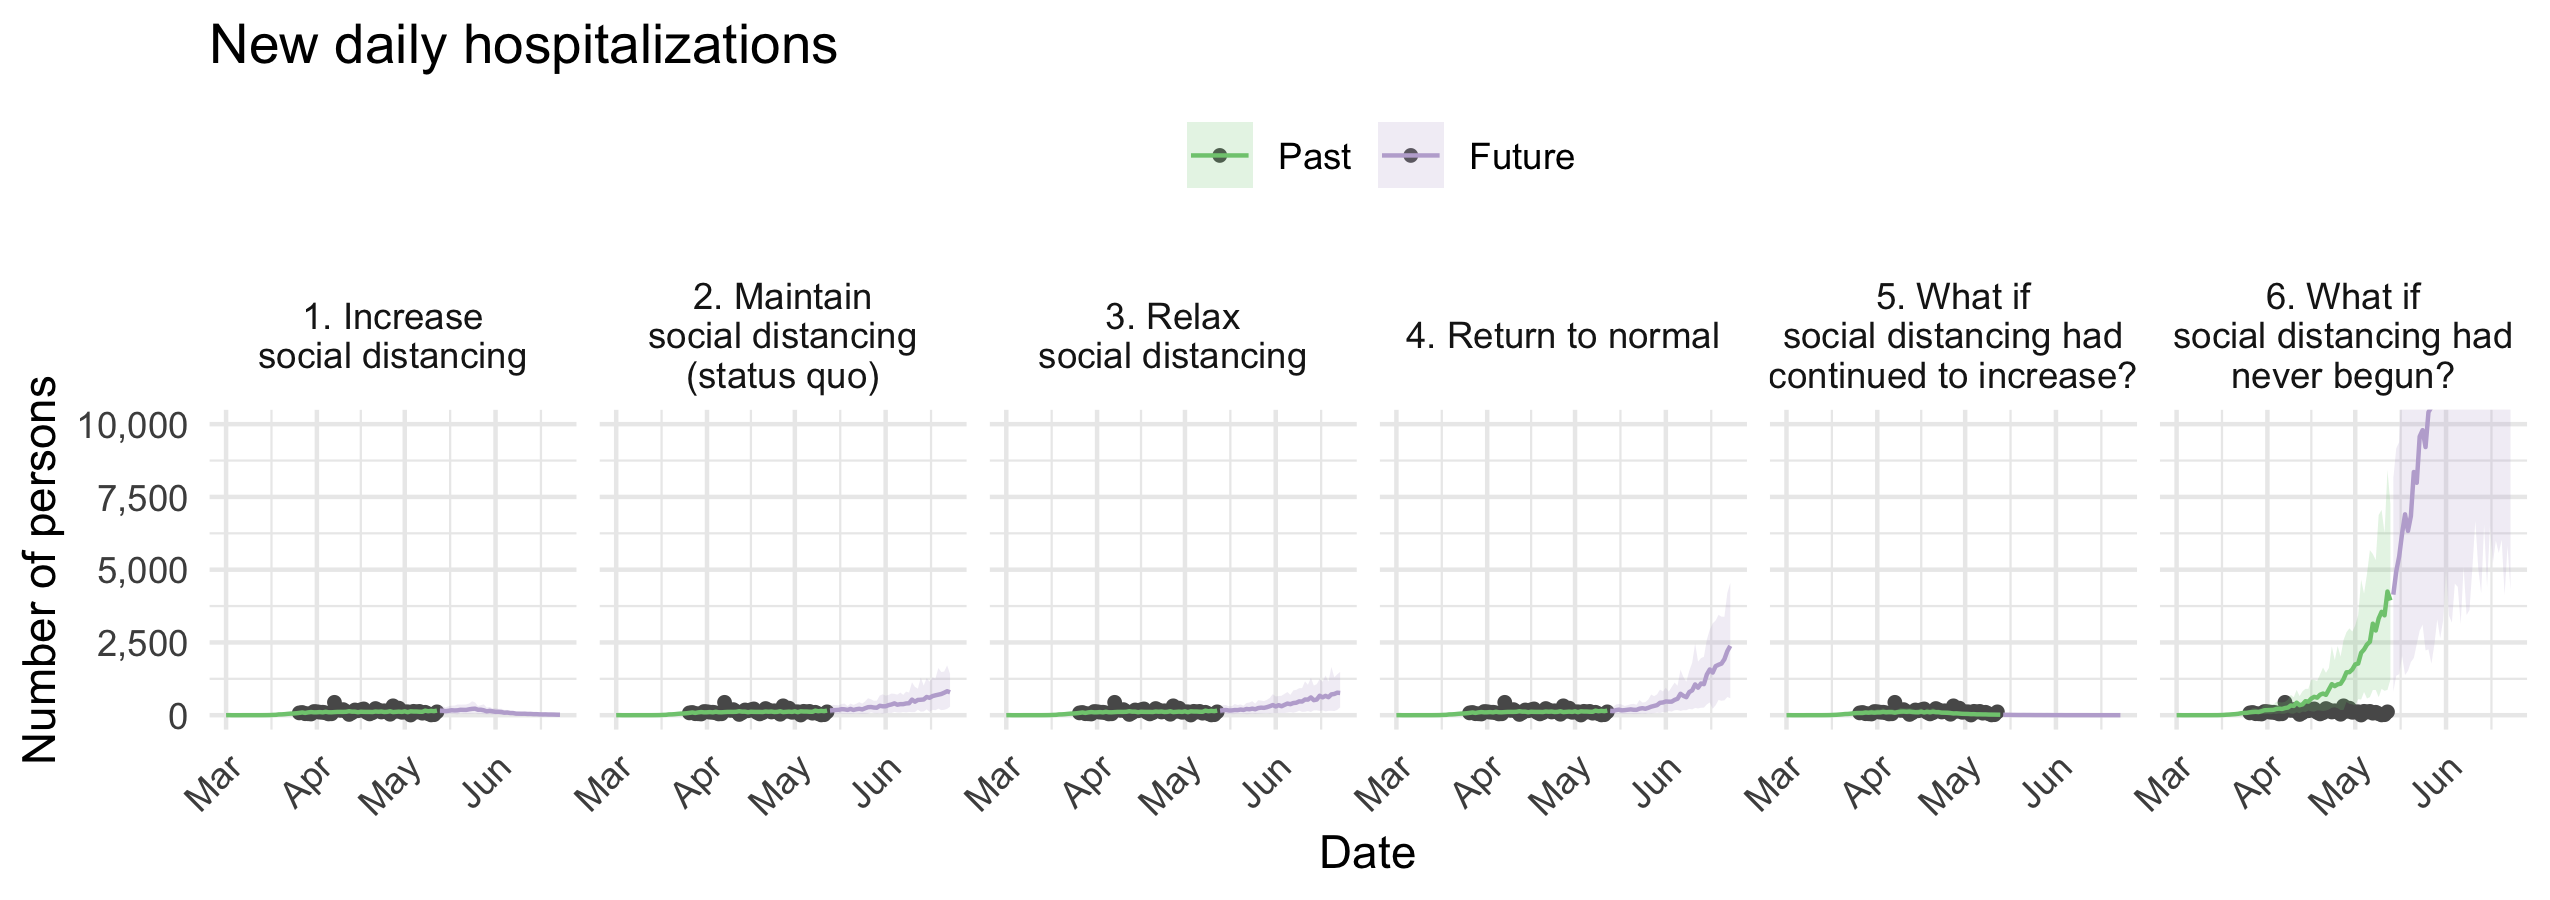 New daily hospitalizations
Past
Future
1. Increase
social distancing
2. Maintain
social distancing
(status quo)
3. Relax
social distancing
4. Return to normal
5. What if
social distancing had
continued to increase?
6. What if
social distancing had
never begun?
Number of persons
10,000
7,500
5,000
2,500
0
Mar Apr May Jun
Mar Apr May Jun
Mar Apr May Jun
Mar Apr May Jun
Mar Apr May Jun
Mar Apr May Jun
Date